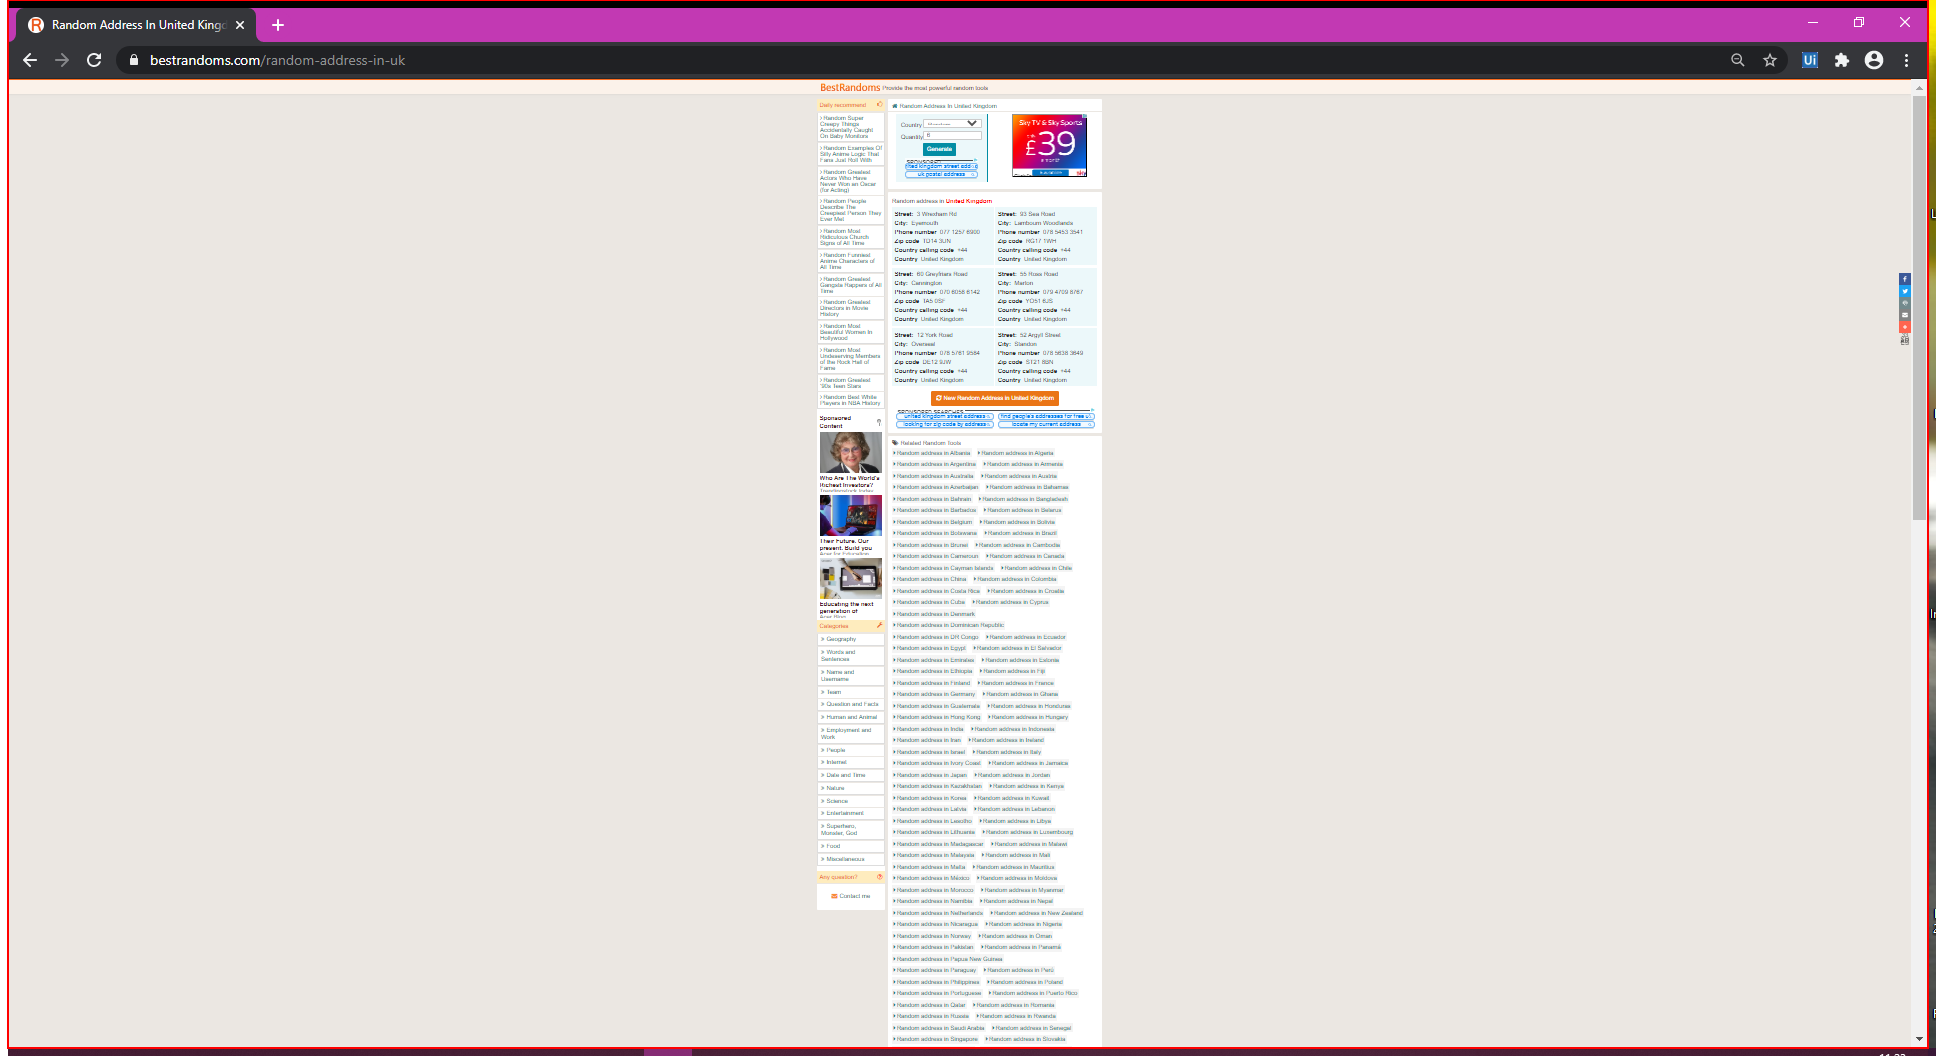 Random Address In United King
bestrandoms.com/random-address-in-uk
Ui
BestRandoms Provide the most powerful random tools
Daily recommend
Random Super Creepy Things Accidentally Caught On Baby Monitors
Random Examples Of Silly Anime Logic That Fans Just Roll With
Random Greatest Actors Who Have Never Won an Oscar (for Acting)
Random People Describe The Creepiest Person They Ever Met
Random Most Ridiculous Church Signs of All Time
Random Funniest Anime Characters of All Time
Random Greatest Gangsta Rappers of All Time
Random Greatest Directors in Movie History
Random Most Beautiful Women In Hollywood
Random Most Undeserving Members of the Rock Hall of Fame
Random Greatest '90s Teen Stars
Random Best White Players in NBA History
Sponsored Content
Who Are The World's Richest Investors?
Their Future. Our present. Build you
Acer for Education
Educating the next generation of
Acer Blog
Categories
Geography
Words and Sentences
Name and Username
Team
Question and Facts
Human and Animal
Employment and Work
People
Internet
Date and Time
Nature
Science
Entertainment
Superhero, Monster, God
Food
Miscellaneous
Any question?
Contact me
Random Address In United Kingdom
Country
Quantity 6
Generate
uk postal address
Sky TV & Sky Sports
£39
a month
sky
Random address in United Kingdom
Street: 3 Wrexham Rd
City: Eyemouth
Phone number 077 1257 6900
Zip code TD14 3UN
Country calling code +44
Country United Kingdom
Street: 93 Sea Road
City: Lambourn Woodlands
Phone number 078 5453 3541
Zip code RG17 1WH
Country calling code +44
Country United Kingdom
Street: 60 Greyfriars Road
City: Cannington
Phone number 070 6058 6142
Zip code TA5 0SF
Country calling code +44
Country United Kingdom
Street: 55 Ross Road
City: Marton
Phone number 079 4709 8767
Zip code YO51 6JS
Country calling code +44
Country United Kingdom
Street: 12 York Road
City: Overseal
Phone number 078 5761 9584
Zip code DE12 9JW
Country calling code +44
Country United Kingdom
Street: 52 Argyll Street
City: Standon
Phone number 078 5638 3649
Zip code ST21 8BN
Country calling code +44
Country United Kingdom
New Random Address in United Kingdom
SPONSORED SEARCHES
united kingdom street address
find people's addresses for free u
looking for zip code by address
locate my current address
Related Random Tools
Random address in Albania Random address in Algeria
Random address in Argentina Random address in Armenia
Random address in Australia Random address in Austria
Random address in Azerbaijan Random address in Bahamas
Random address in Bahrain Random address in Bangladesh
Random address in Barbados Random address in Belarus
Random address in Belgium Random address in Bolivia
Random address in Botswana Random address in Brazil
Random address in Brunei Random address in Cambodia
Random address in Cameroun Random address in Canada
Random address in Cayman Islands Random address in Chile
Random address in China Random address in Colombia
Random address in Costa Rica Random address in Croatia
Random address in Cuba Random address in Cyprus
Random address in Denmark
Random address in Dominican Republic
Random address in DR Congo Random address in Ecuador
Random address in Egypt Random address in El Salvador
Random address in Emirates Random address in Estonia
Random address in Ethiopia Random address in Fiji
Random address in Finland Random address in France
Random address in Germany Random address in Ghana
Random address in Guatemala Random address in Honduras
Random address in Hong Kong Random address in Hungary
Random address in India Random address in Indonesia
Random address in Iran Random address in Ireland
Random address in Israel Random address in Italy
Random address in Ivory Coast Random address in Jamaica
Random address in Japan Random address in Jordan
Random address in Kazakhstan Random address in Kenya
Random address in Korea Random address in Kuwait
Random address in Latvia Random address in Lebanon
Random address in Lesotho Random address in Libya
Random address in Lithuania Random address in Luxembourg
Random address in Madagascar Random address in Malawi
Random address in Malaysia Random address in Mali
Random address in Malta Random address in Mauritius
Random address in México Random address in Moldova
Random address in Morocco Random address in Myanmar
Random address in Namibia Random address in Nepal
Random address in Netherlands Random address in New Zealand
Random address in Nicaragua Random address in Nigeria
Random address in Norway Random address in Oman
Random address in Pakistan Random address in Panamá
Random address in Papua New Guinea
Random address in Paraguay Random address in Perú
Random address in Philippines Random address in Poland
Random address in Portuguese Random address in Puerto Rico
Random address in Qatar Random address in Romania
Random address in Russia Random address in Rwanda
Random address in Saudi Arabia Random address in Senegal
Random address in Singapore Random address in Slovakia